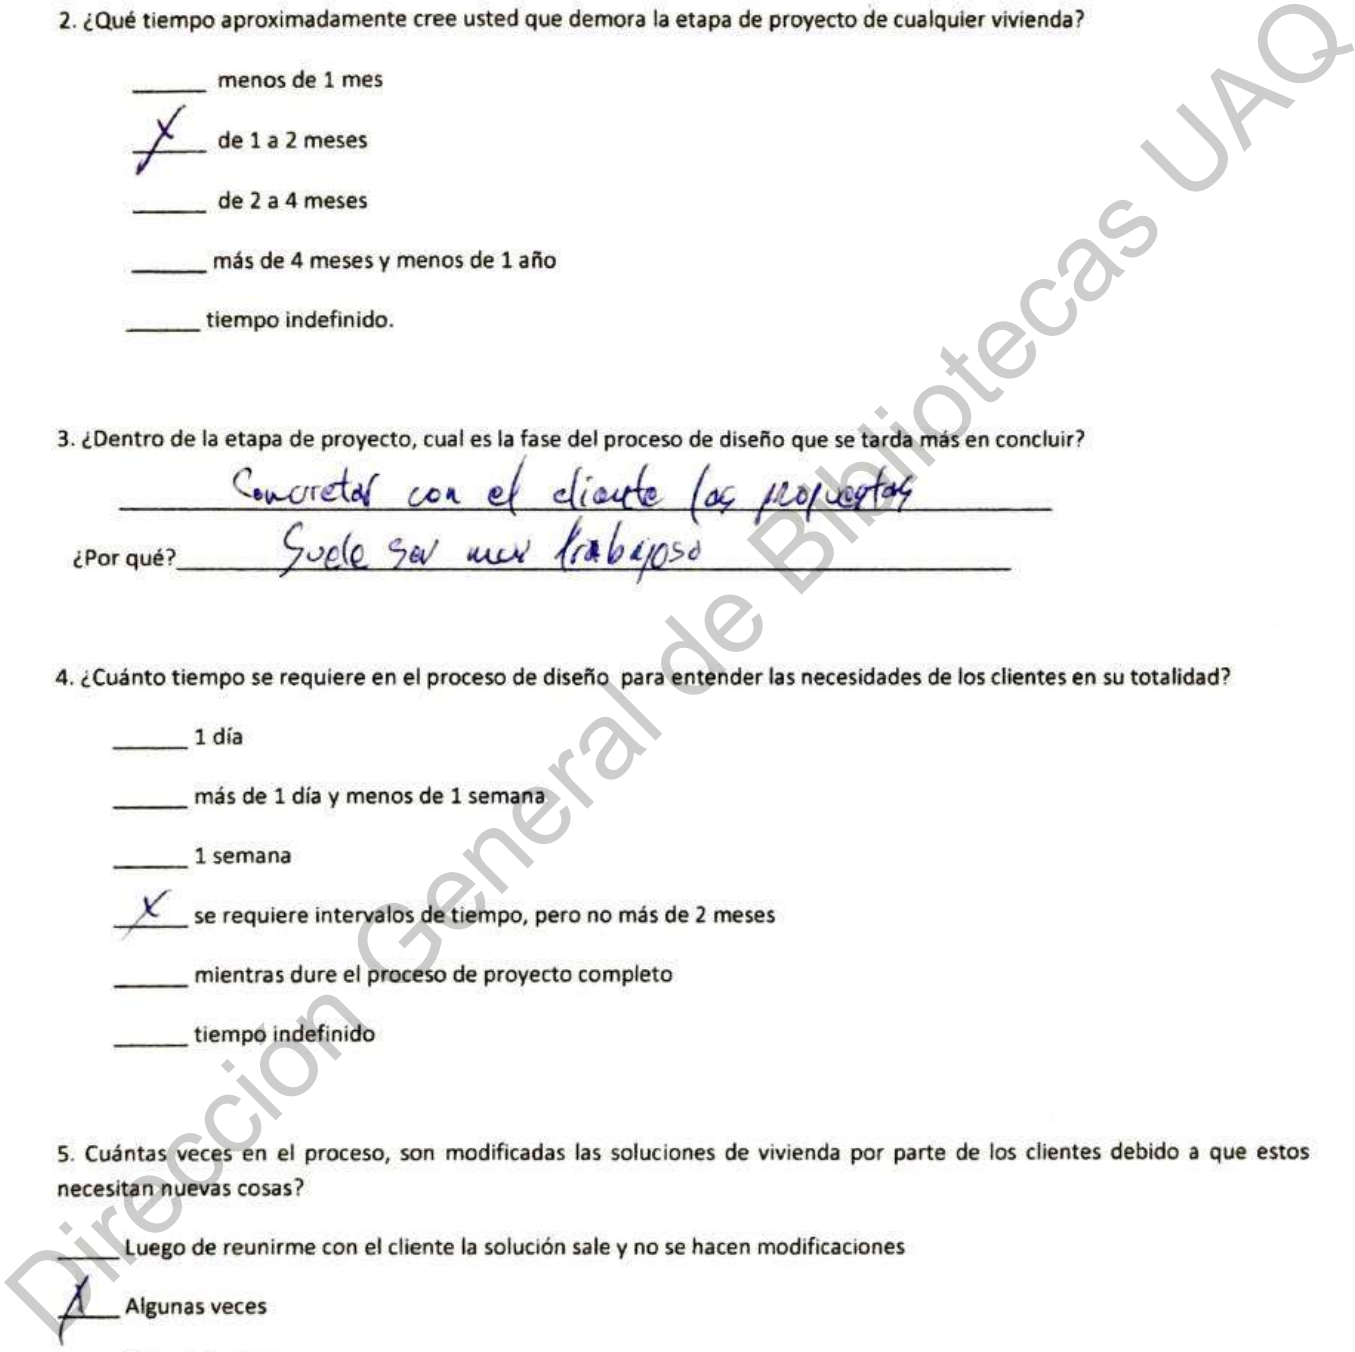 2. ¿Qué tiempo aproximadamente cree usted que demora la etapa de proyecto de cualquier vivienda?
______ menos de 1 mes
__X__ de 1 a 2 meses
______ de 2 a 4 meses
______ más de 4 meses y menos de 1 año
______ tiempo indefinido.
3. ¿Dentro de la etapa de proyecto, cual es la fase del proceso de diseño que se tarda más en concluir?
Concretar con el cliente las propuestas
¿Por qué? Suele ser muy trabajoso
4. ¿Cuánto tiempo se requiere en el proceso de diseño para entender las necesidades de los clientes en su totalidad?
______ 1 día
______ más de 1 día y menos de 1 semana
______ 1 semana
__X__ se requiere intervalos de tiempo, pero no más de 2 meses
______ mientras dure el proceso de proyecto completo
______ tiempo indefinido
5. Cuántas veces en el proceso, son modificadas las soluciones de vivienda por parte de los clientes debido a que estos
necesitan nuevas cosas?
______ Luego de reunirme con el cliente la solución sale y no se hacen modificaciones
__X__ Algunas veces
Dirección General de Bibliotecas UAQ